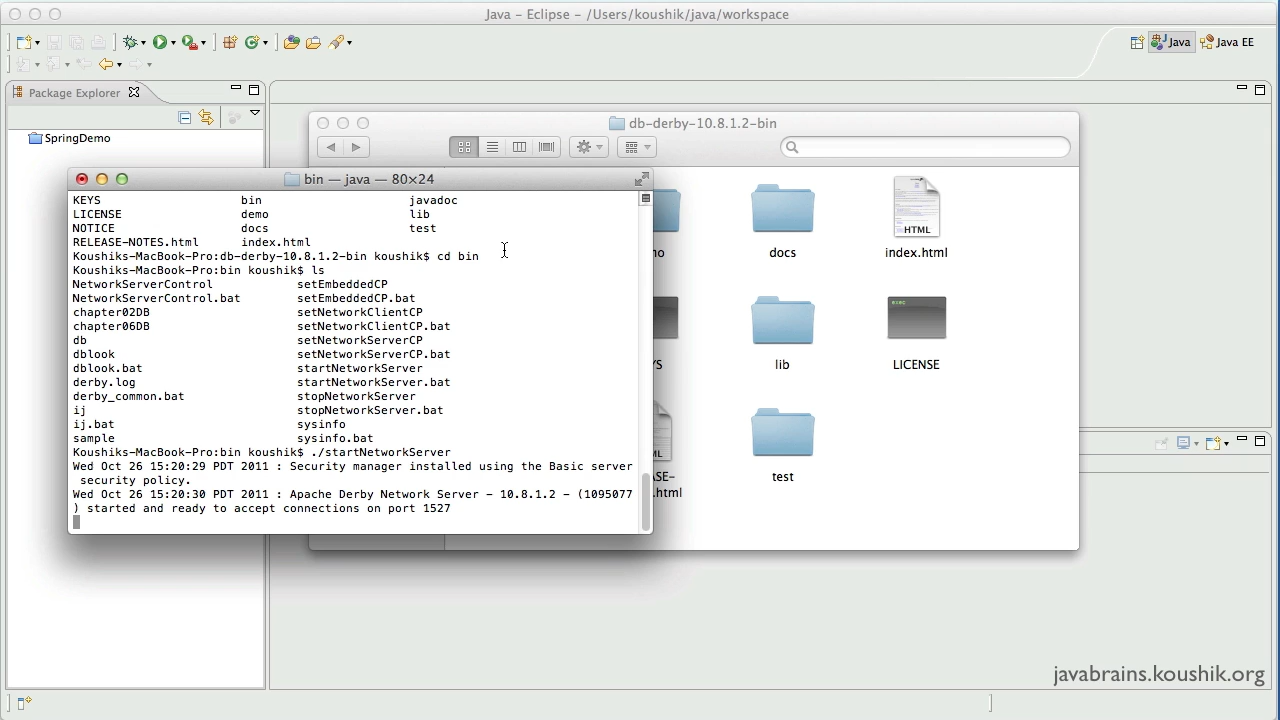 Java – Eclipse – /Users/koushik/java/workspace
Java
Java EE
Package Explorer
SpringDemo
db-derby-10.8.1.2-bin
docs
index.html
HTML
lib
LICENSE
exec
test
bin — java — 80×24
KEYS bin javadoc
LICENSE demo lib
NOTICE docs test
RELEASE-NOTES.html index.html
Koushiks-MacBook-Pro:db-derby-10.8.1.2-bin koushik$ cd bin
Koushiks-MacBook-Pro:bin koushik$ ls
NetworkServerControl setEmbeddedCP
NetworkServerControl.bat setEmbeddedCP.bat
chapter02DB setNetworkClientCP
chapter06DB setNetworkClientCP.bat
db setNetworkServerCP
dblook setNetworkServerCP.bat
dblook.bat startNetworkServer
derby.log startNetworkServer.bat
derby_common.bat stopNetworkServer
ij stopNetworkServer.bat
ij.bat sysinfo
sample sysinfo.bat
Koushiks-MacBook-Pro:bin koushik$ ./startNetworkServer
Wed Oct 26 15:20:29 PDT 2011 : Security manager installed using the Basic server
security policy.
Wed Oct 26 15:20:30 PDT 2011 : Apache Derby Network Server - 10.8.1.2 - (1095077
) started and ready to accept connections on port 1527
javabrains.koushik.org